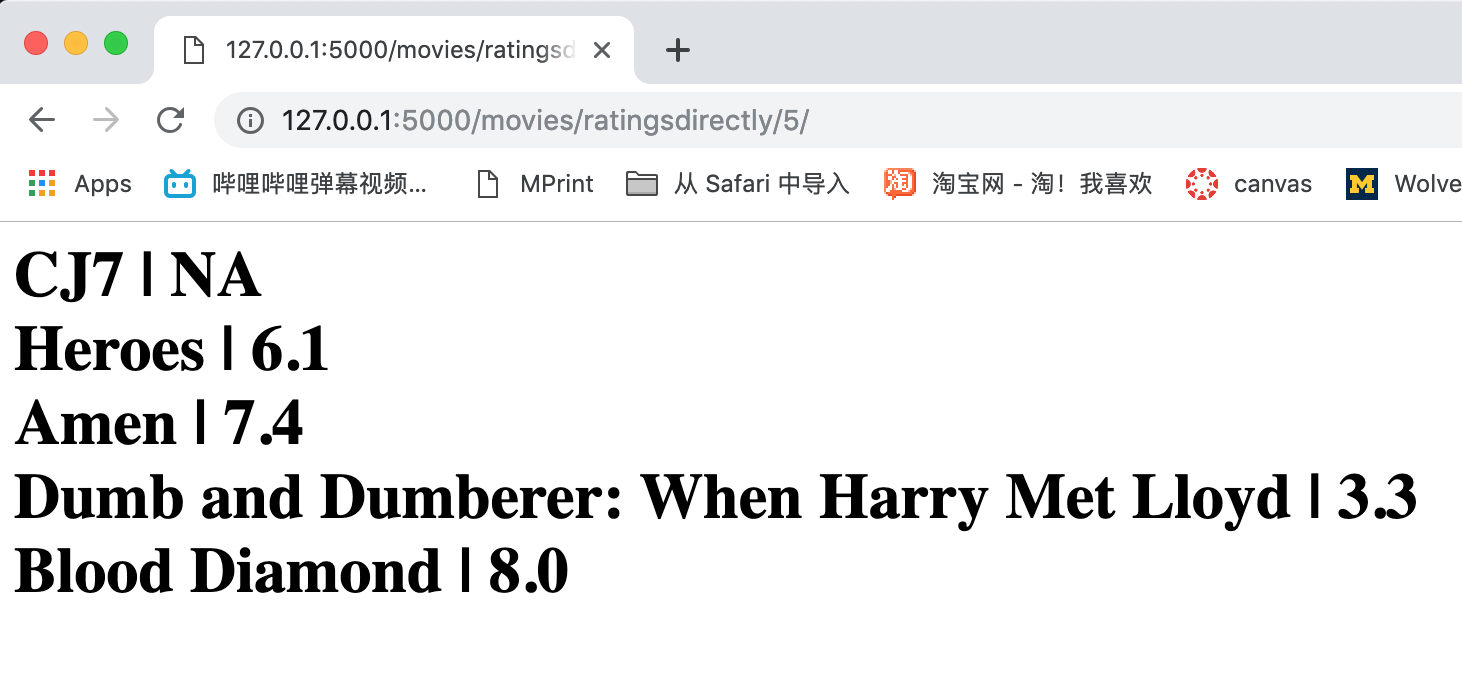 127.0.0.1:5000/movies/ratingsd
127.0.0.1:5000/movies/ratingsdirectly/5/
Apps 哔哩哔哩弹幕视频... MPrint 从 Safari 中导入 淘 淘宝网 - 淘！我喜欢 canvas M Wolve
CJ7 | NA
Heroes | 6.1
Amen | 7.4
Dumb and Dumberer: When Harry Met Lloyd | 3.3
Blood Diamond | 8.0